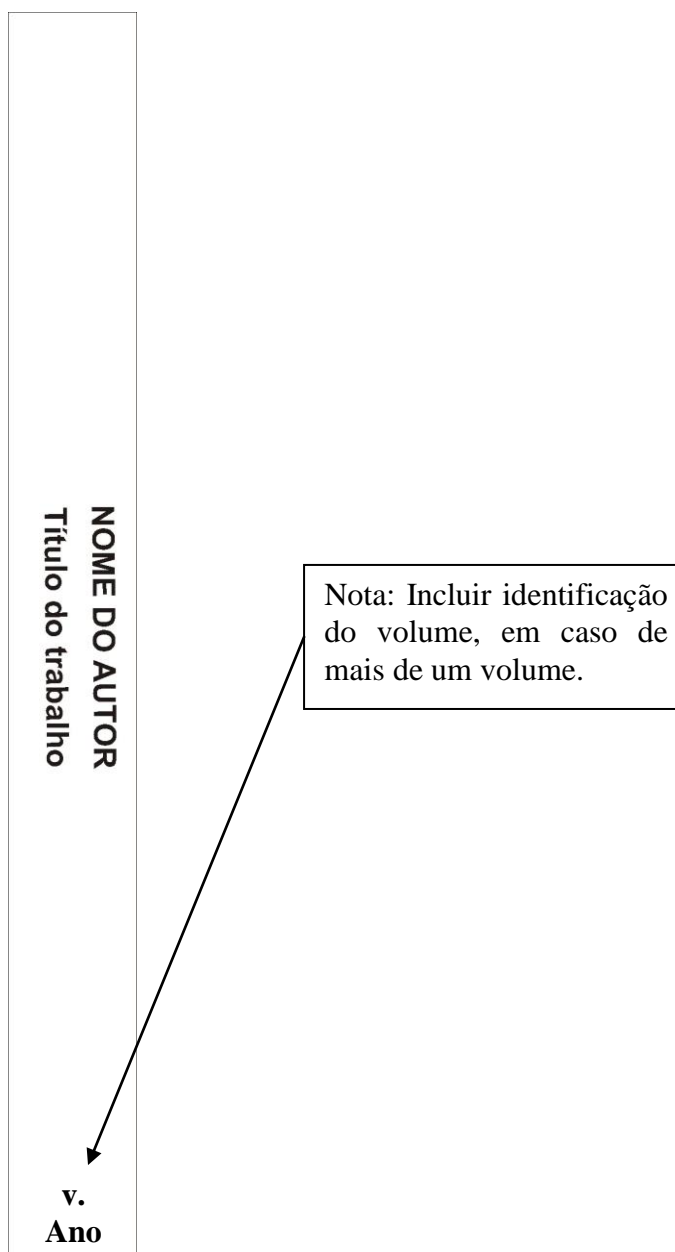 NOME DO AUTOR
Título do trabalho
Nota: Incluir identificação
do volume, em caso de
mais de um volume.
v.
Ano